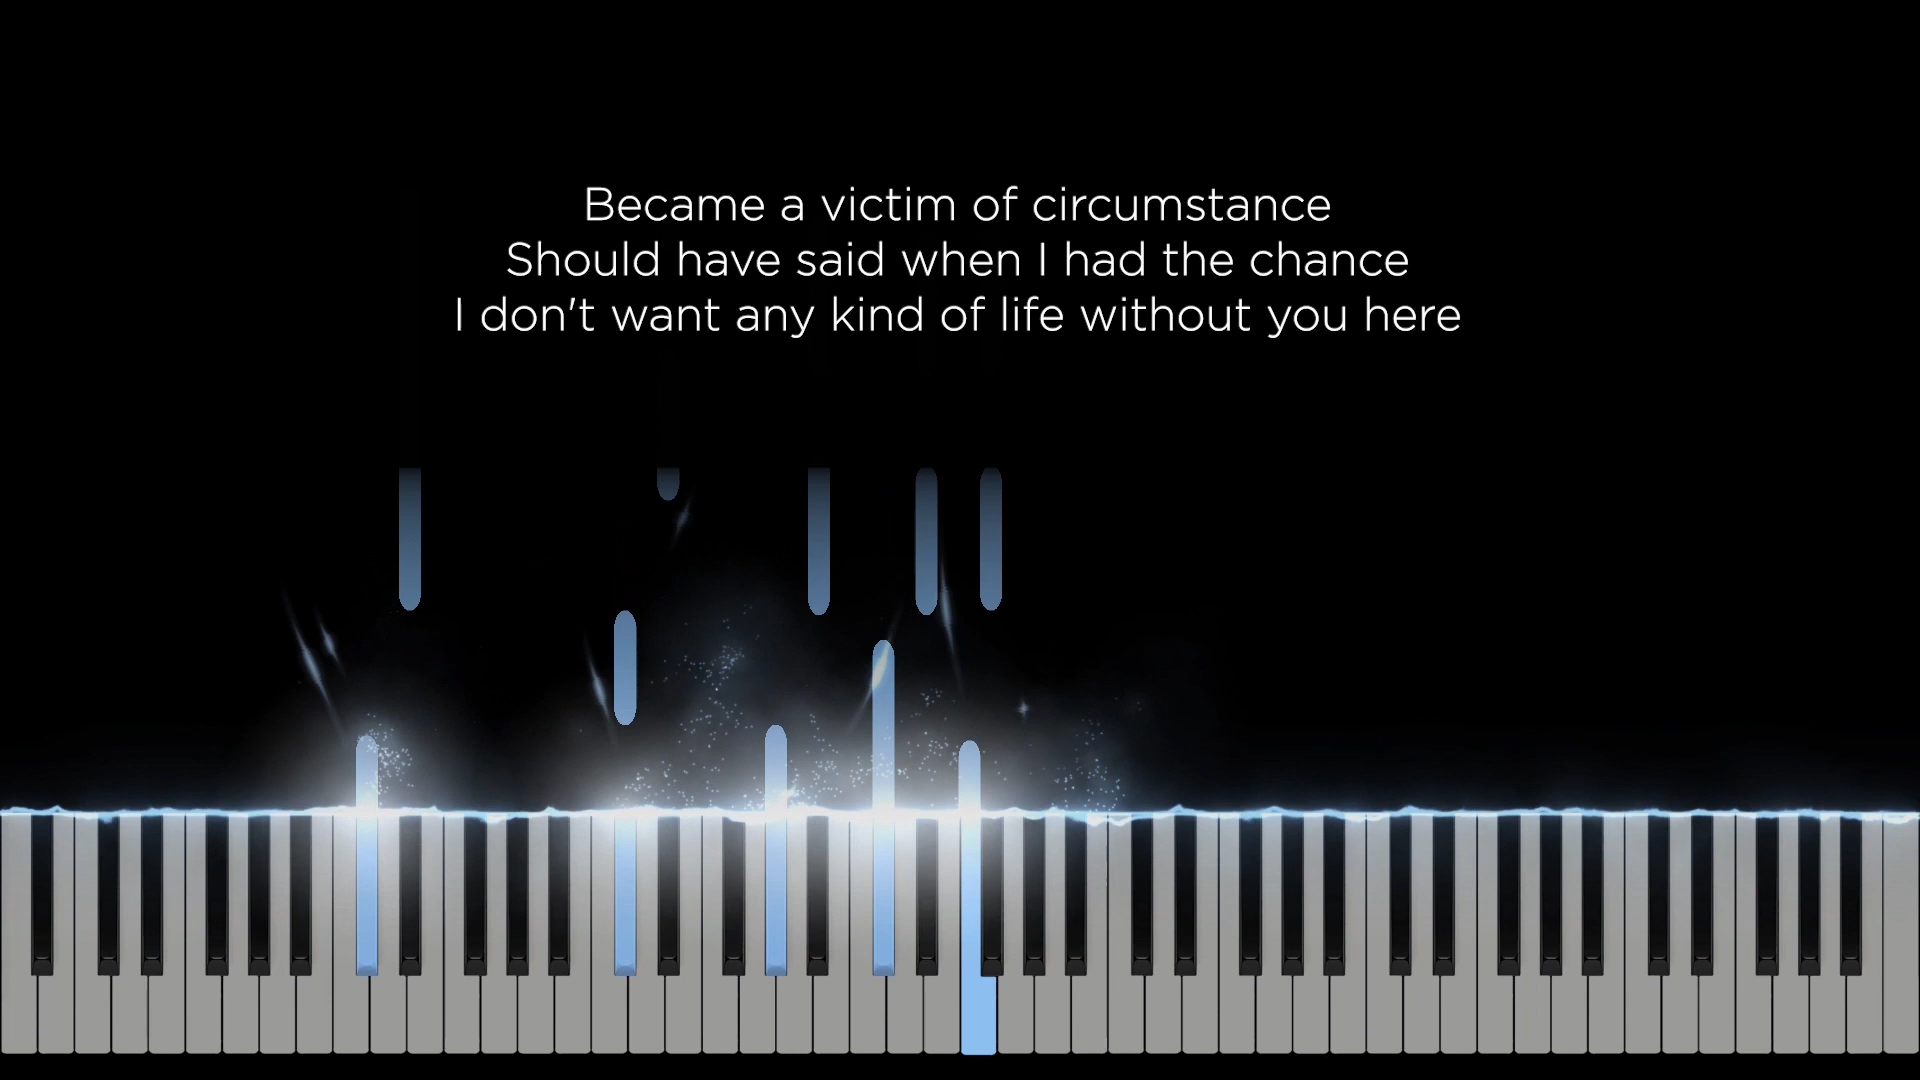 Became a victim of circumstance
Should have said when I had the chance
I don't want any kind of life without you here